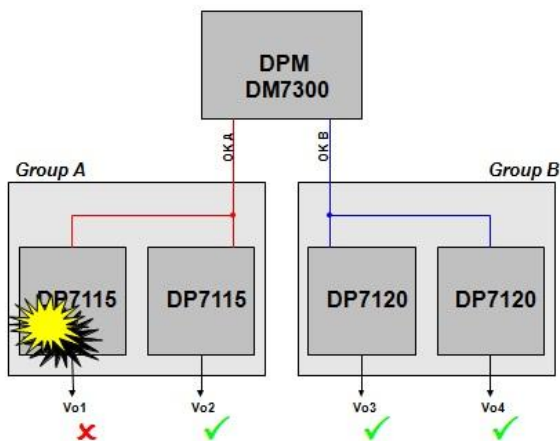 DPM
DM7300
OK A
OK B
Group A
Group B
DP7115
DP7115
DP7120
DP7120
Vo1
Vo2
Vo3
Vo4